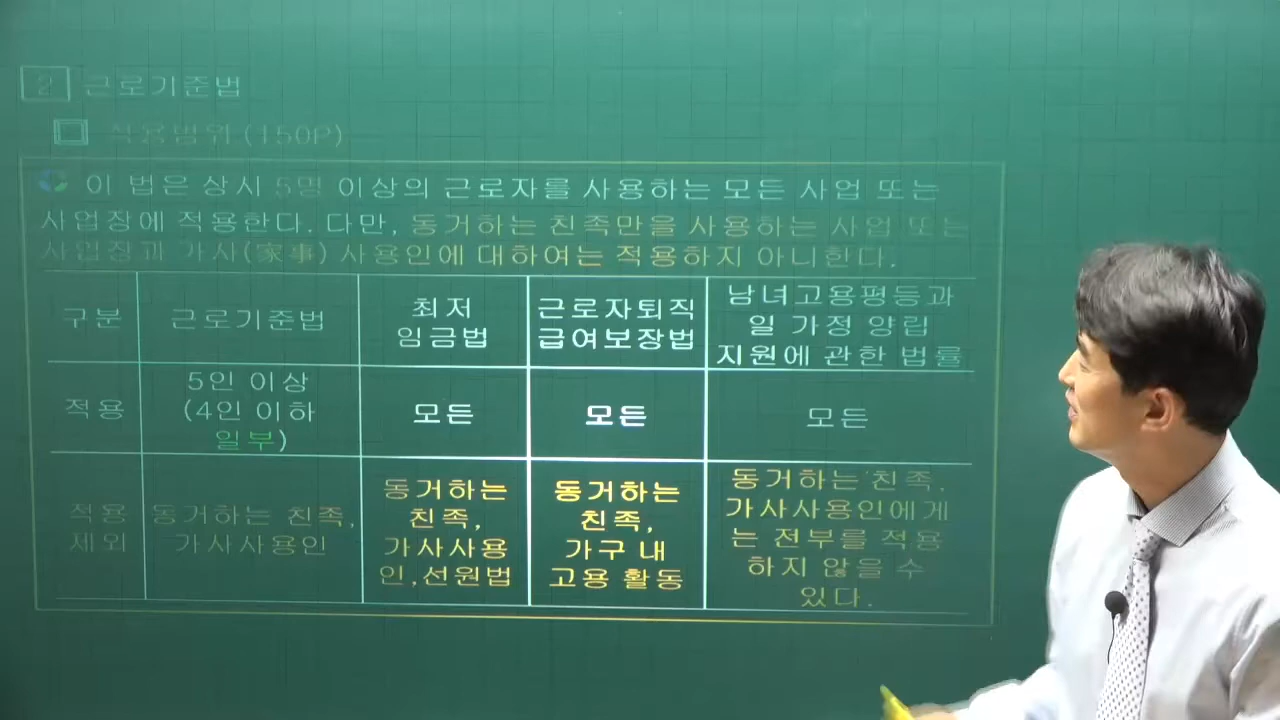 2 근로기준법
적용범위 (150P)
이 법은 상시 5명 이상의 근로자를 사용하는 모든 사업 또는
사업장에 적용한다. 다만, 동거하는 친족만을 사용하는 사업 또는
사업장과 가사(家事) 사용인에 대하여는 적용하지 아니한다.
구분
근로기준법
최저
임금법
근로자퇴직
급여보장법
남녀고용평등과
일 가정 양립
지원에 관한 법률
적용
5인 이상
(4인 이하
일부)
모든
모든
모든
적용
제외
동거하는 친족,
가사사용인
동거하는
친족,
가사사용
인,선원법
동거하는
친족,
가구 내
고용 활동
동거하는 친족,
가사사용인에게
는 전부를 적용
하지 않을 수
있다.